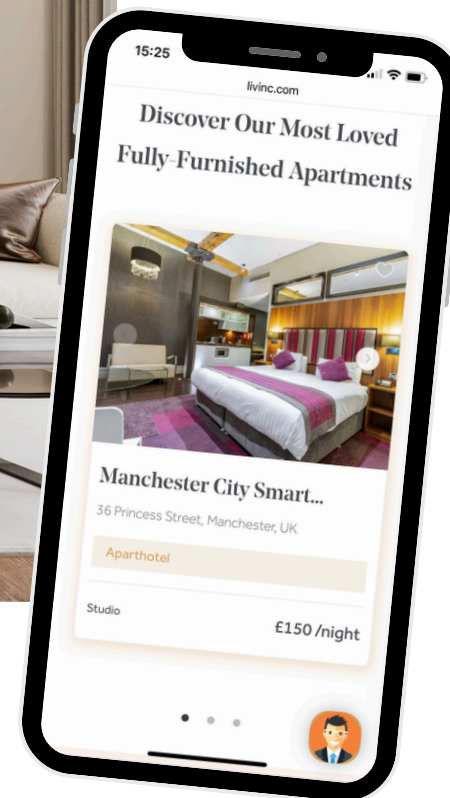 15:25
livinc.com
Discover Our Most Loved
Fully-Furnished Apartments
Manchester City Smart...
36 Princess Street, Manchester, UK
Aparthotel
Studio
£150 /night